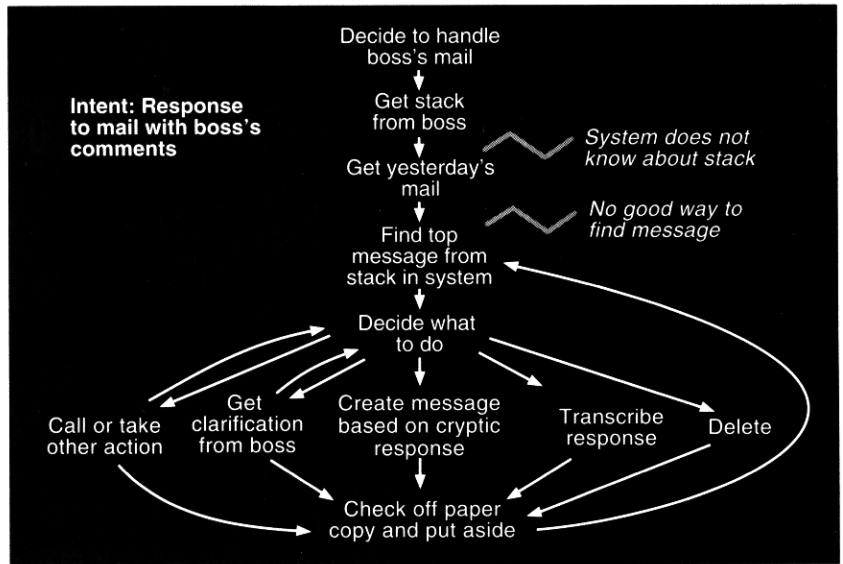 Decide to handle
boss's mail
Intent: Response
to mail with boss's
comments
Get stack
from boss
System does not
know about stack
Get yesterday's
mail
No good way to
find message
Find top
message from
stack in system
Decide what
to do
Call or take
other action
Get
clarification
from boss
Create message
based on cryptic
response
Transcribe
response
Delete
Check off paper
copy and put aside